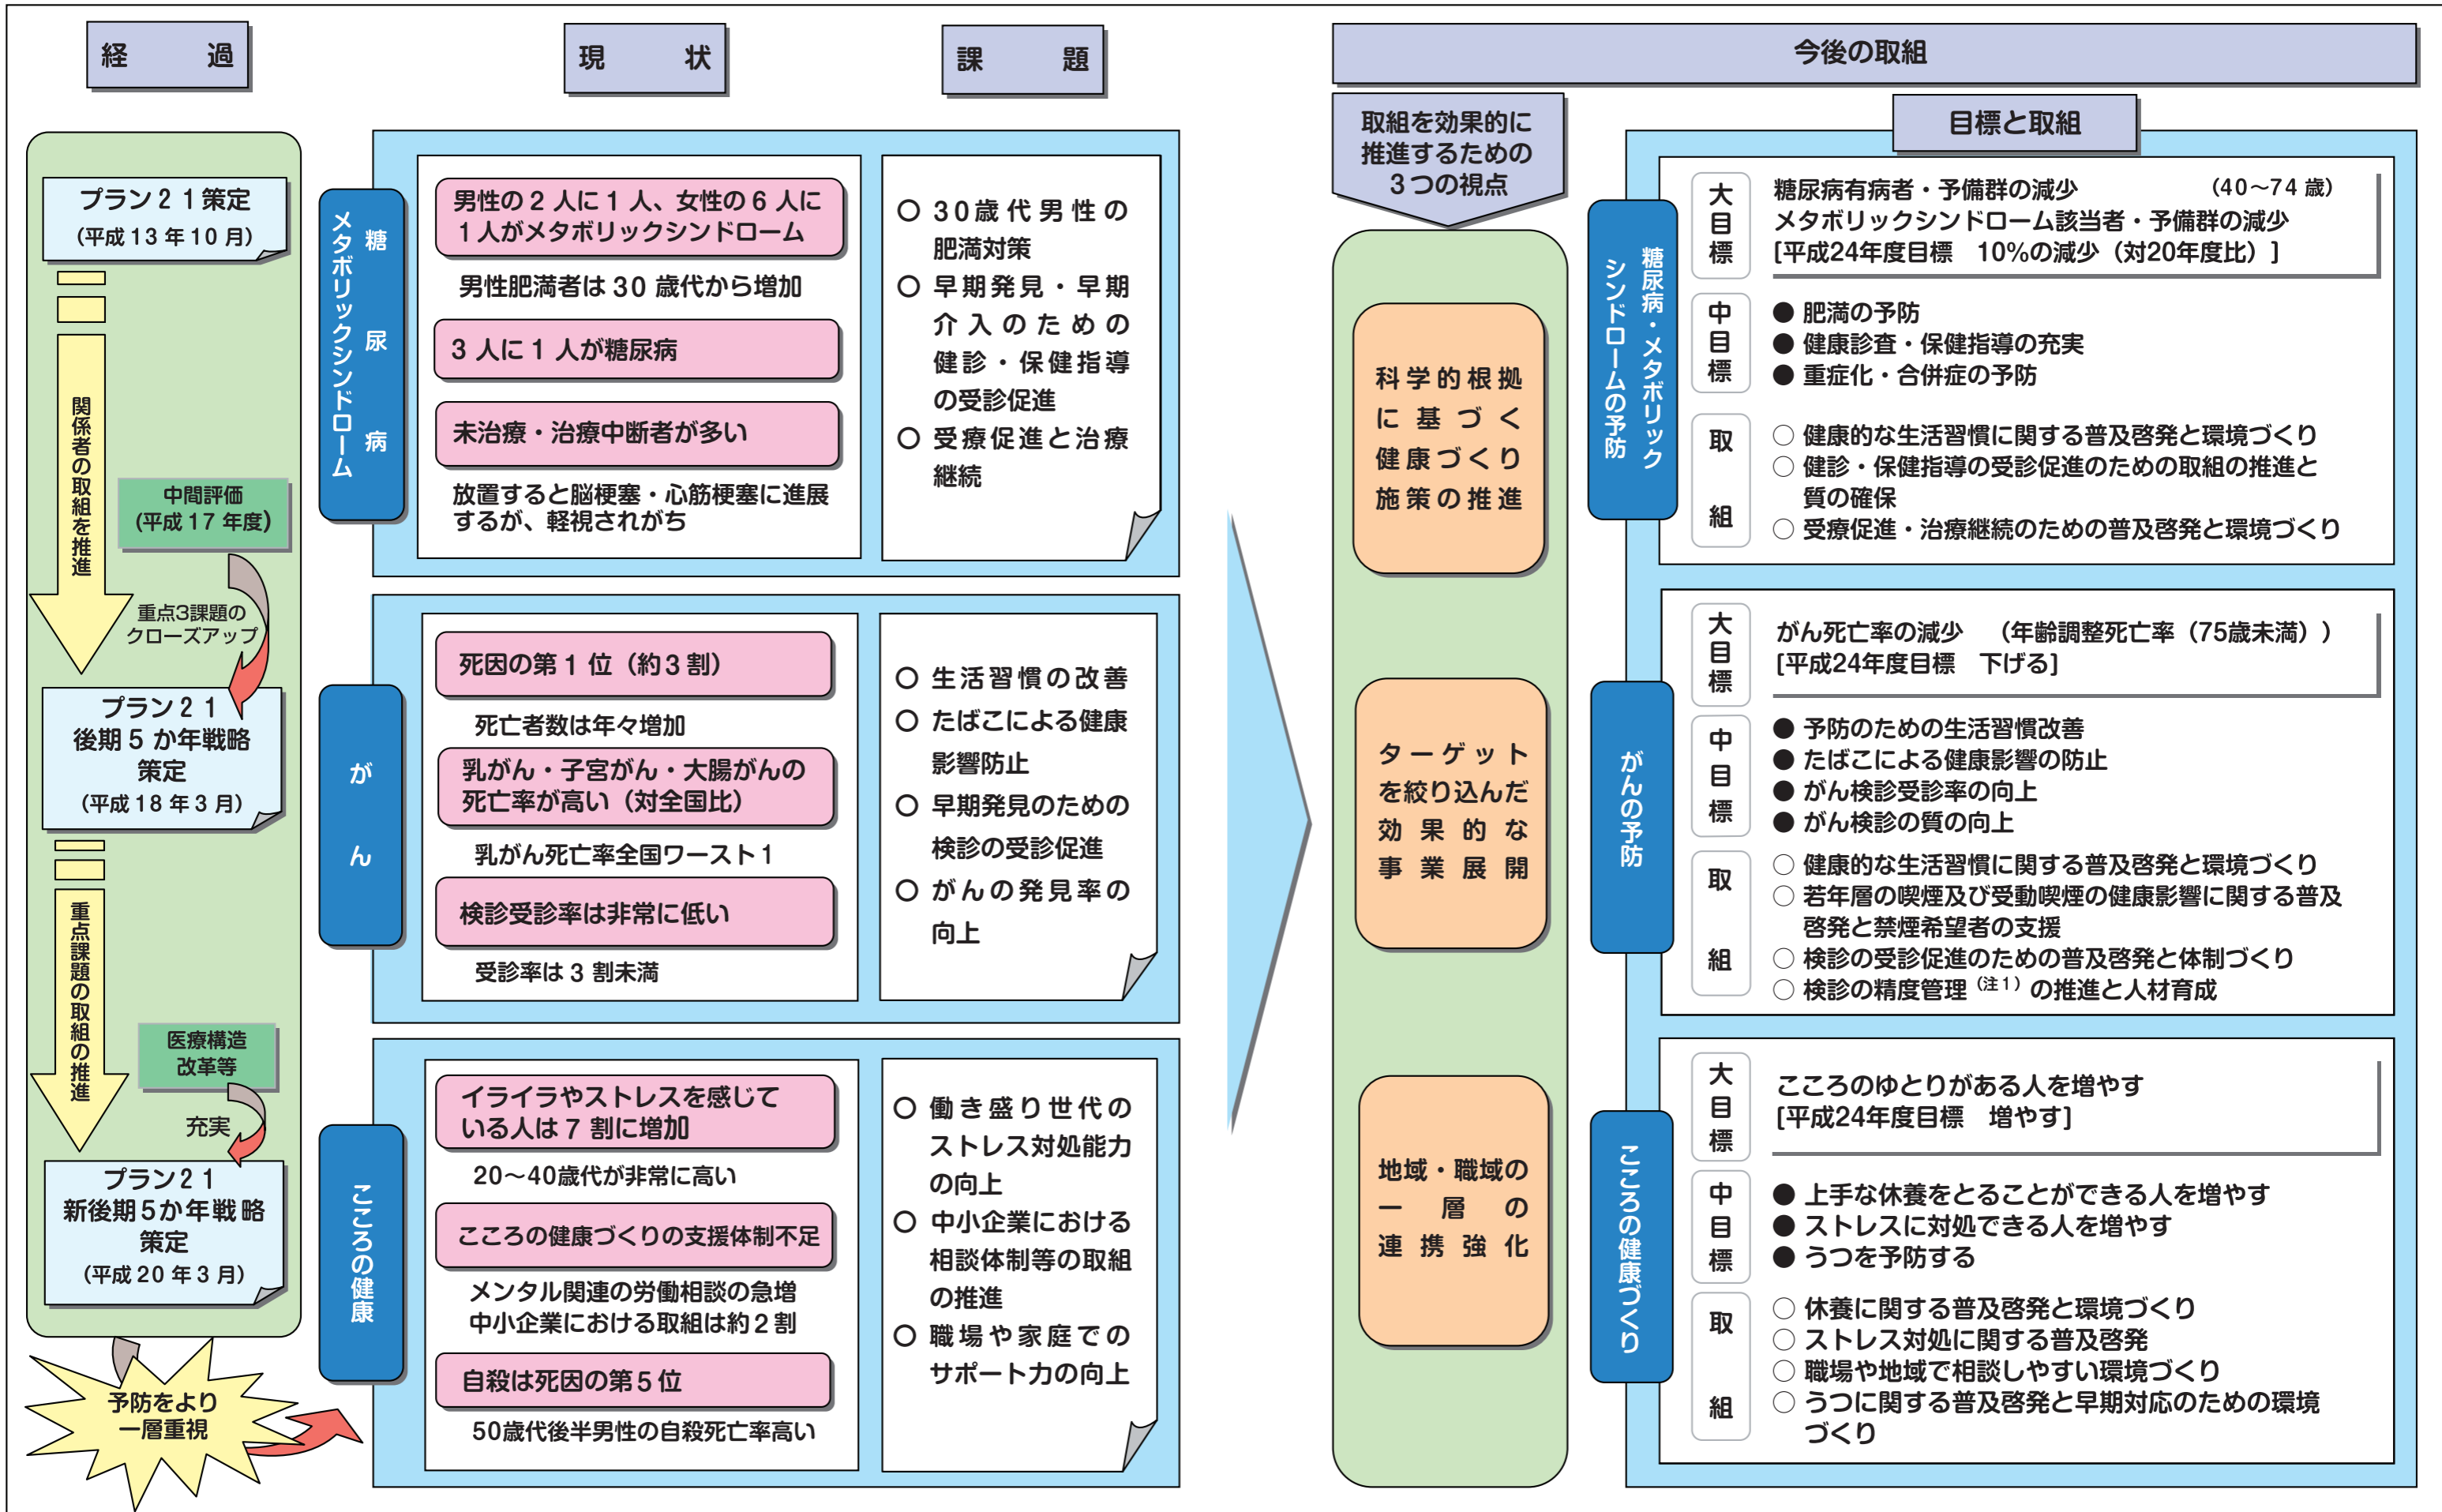 経過
プラン21策定
(平成13年10月)
関係者の取組を推進
中間評価
(平成17年度)
重点3課題の
クローズアップ
プラン21
後期5か年戦略
策定
(平成18年3月)
重点課題の取組の推進
医療構造
改革等
充実
プラン21
新後期5か年戦略
策定
(平成20年3月)
予防をより
一層重視
現状
課題
糖尿病
メタボリックシンドローム
男性の2人に1人、女性の6人に
1人がメタボリックシンドローム
男性肥満者は30歳代から増加
3人に1人が糖尿病
未治療・治療中断者が多い
放置すると脳梗塞・心筋梗塞に進展
するが、軽視されがち
○ 30歳代男性の
肥満対策
○ 早期発見・早期
介入のための
健診・保健指導
の受診促進
○ 受療促進と治療
継続
がん
死因の第1位（約3割）
死亡者数は年々増加
乳がん・子宮がん・大腸がんの
死亡率が高い（対全国比）
乳がん死亡率全国ワースト1
検診受診率は非常に低い
受診率は3割未満
○ 生活習慣の改善
○ たばこによる健康
影響防止
○ 早期発見のための
検診の受診促進
○ がんの発見率の
向上
こころの健康
イライラやストレスを感じて
いる人は7割に増加
20～40歳代が非常に高い
こころの健康づくりの支援体制不足
メンタル関連の労働相談の急増
中小企業における取組は約2割
自殺は死因の第5位
50歳代後半男性の自殺死亡率高い
○ 働き盛り世代の
ストレス対処能力
の向上
○ 中小企業における
相談体制等の取組
の推進
○ 職場や家庭での
サポート力の向上
今後の取組
取組を効果的に
推進するための
3つの視点
科学的根拠
に基づく
健康づくり
施策の推進
ターゲット
を絞り込んだ
効果的な
事業展開
地域・職域の
一層の
連携強化
目標と取組
糖尿病・メタボリック
シンドロームの予防
大目標
糖尿病有病者・予備群の減少 （40～74歳）
メタボリックシンドローム該当者・予備群の減少
[平成24年度目標 10%の減少（対20年度比）]
中目標
● 肥満の予防
● 健康診査・保健指導の充実
● 重症化・合併症の予防
取組
○ 健康的な生活習慣に関する普及啓発と環境づくり
○ 健診・保健指導の受診促進のための取組の推進と
質の確保
○ 受療促進・治療継続のための普及啓発と環境づくり
がんの予防
大目標
がん死亡率の減少 （年齢調整死亡率（75歳未満））
[平成24年度目標 下げる]
中目標
● 予防のための生活習慣改善
● たばこによる健康影響の防止
● がん検診受診率の向上
● がん検診の質の向上
取組
○ 健康的な生活習慣に関する普及啓発と環境づくり
○ 若年層の喫煙及び受動喫煙の健康影響に関する普及
啓発と禁煙希望者の支援
○ 検診の受診促進のための普及啓発と体制づくり
○ 検診の精度管理（注1）の推進と人材育成
こころの健康づくり
大目標
こころのゆとりがある人を増やす
[平成24年度目標 増やす]
中目標
● 上手な休養をとることができる人を増やす
● ストレスに対処できる人を増やす
● うつを予防する
取組
○ 休養に関する普及啓発と環境づくり
○ ストレス対処に関する普及啓発
○ 職場や地域で相談しやすい環境づくり
○ うつに関する普及啓発と早期対応のための環境
づくり